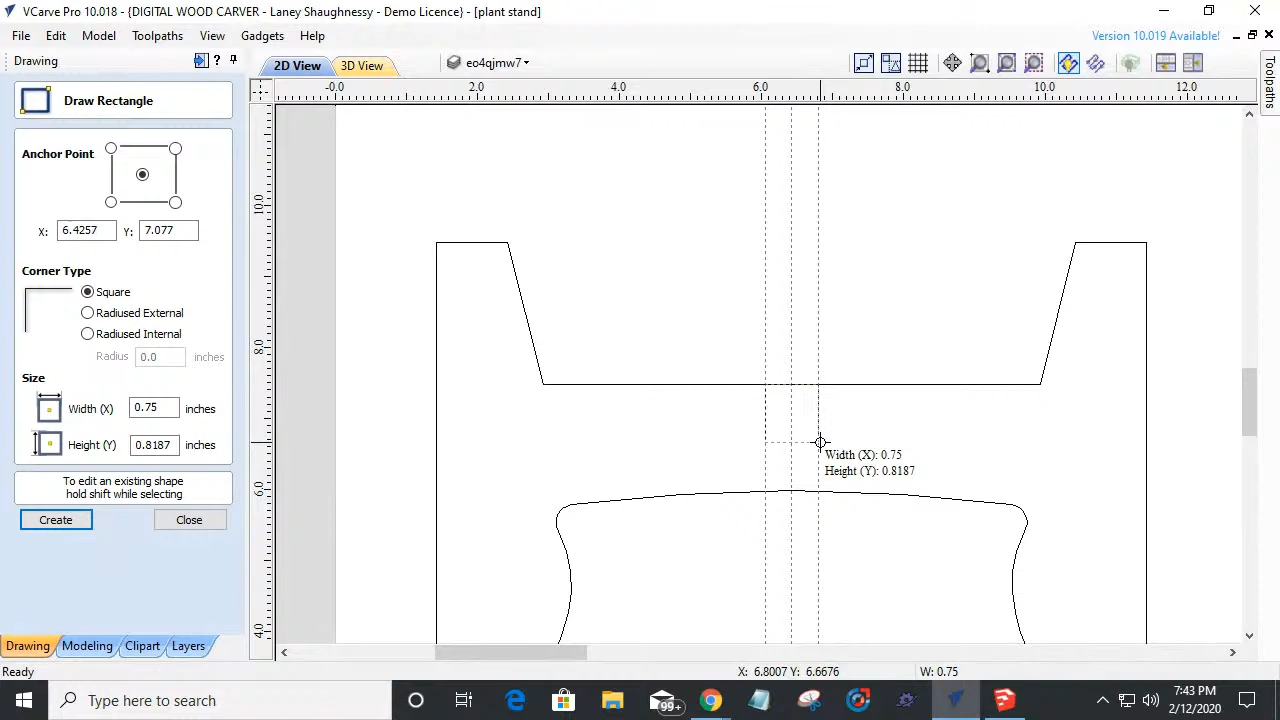 VCarve Pro 10.018 - {DIGITAL WOOD CARVER - Laney Shaughnessy - Demo Licence} - [plant stand]
File Edit Model Toolpaths View Gadgets Help
Version 10.019 Available!
Drawing
2D View
3D View
eo4qjmw7
Toolpaths
Draw Rectangle
-0.0 2.0 4.0 6.0 8.0 10.0 12.0
Anchor Point
X: 6.4257 Y: 7.077
10.0
8.0
6.0
4.0
Corner Type
Square
Radiused External
Radiused Internal
Radius 0.0 inches
Size
Width (X) 0.75 inches
Height (Y) 0.8187 inches
Width (X): 0.75
Height (Y): 0.8187
To edit an existing shape
hold shift while selecting
Create Close
Drawing Modeling Clipart Layers
Ready
X: 6.8007 Y: 6.6676
W: 0.75
Type here to search
99+
7:43 PM
2/12/2020